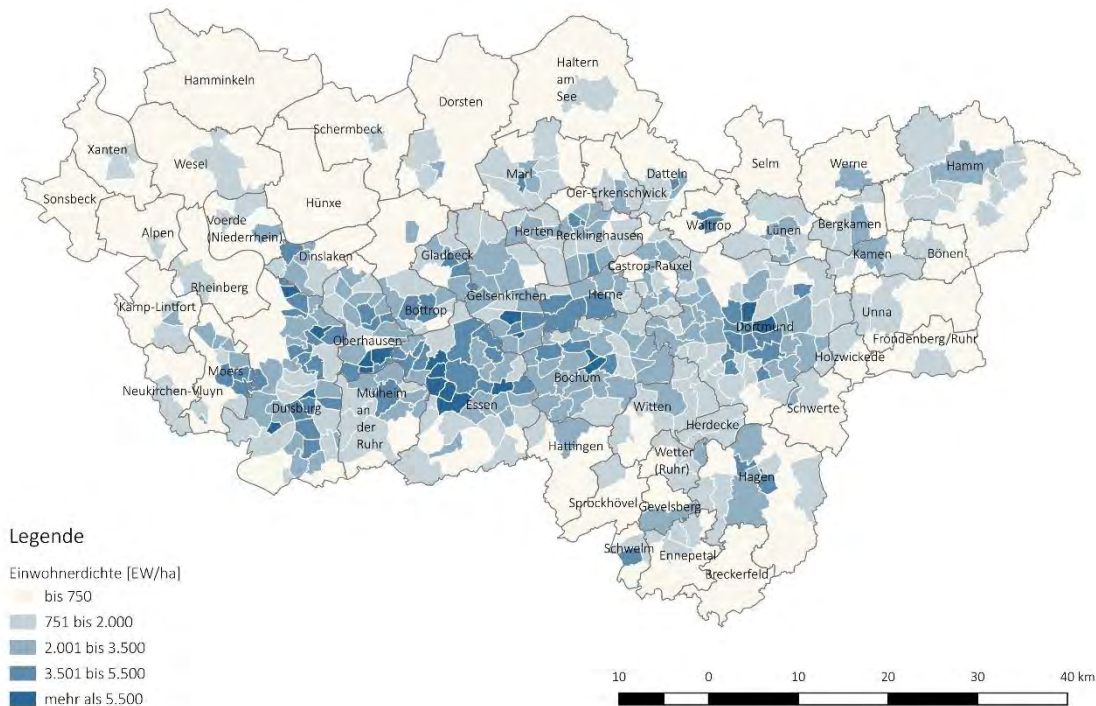 Hamminkeln
Haltern
am
See
Dorsten
Schermbeck
Xanten
Wesel
Selm
Werne
Hamm
Marl
Datteln
Oer-Erkenschwick
Sonsbeck
Hünxe
Voerde
(Niederrhein)
Alpen
Waltrop
Lünen
Bergkamen
Herten
Recklinghausen
Dinslaken
Gladbeck
Kamen
Bönen
Castrop-Rauxel
Rheinberg
Gelsenkirchen
Herne
Kamp-Lintfort
Bottrop
Unna
Dortmund
Oberhausen
Fröndenberg/Ruhr
Holzwickede
Moers
Bochum
Neukirchen-Vluyn
Mülheim
an
der
Ruhr
Essen
Duisburg
Witten
Schwerte
Herdecke
Hattingen
Wetter
(Ruhr)
Hagen
Sprockhövel
Gevelsberg
Schwelm
Ennepetal
Breckerfeld
Legende
Einwohnerdichte [EW/ha]
bis 750
751 bis 2.000
2.001 bis 3.500
3.501 bis 5.500
mehr als 5.500
10 0 10 20 30 40 km